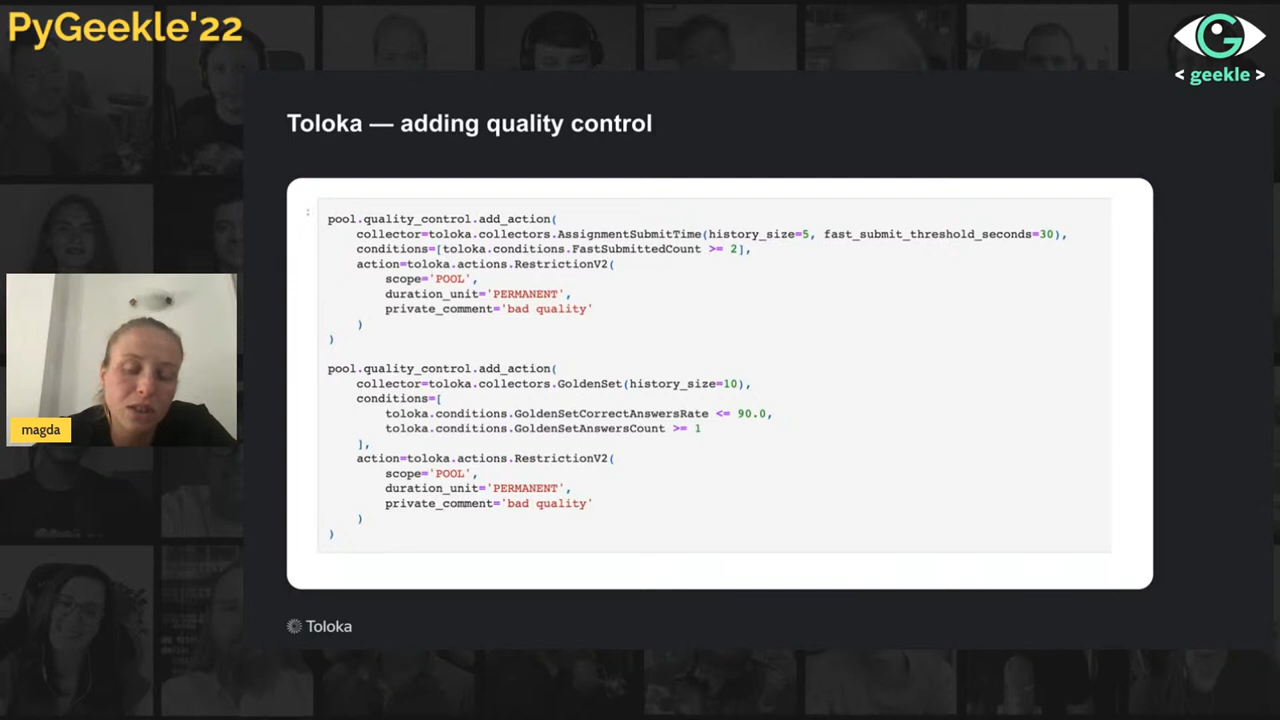 PyGeekle'22
G
< geekle >
Toloka — adding quality control
:
pool.quality_control.add_action(
    collector=toloka.collectors.AssignmentSubmitTime(history_size=5, fast_submit_threshold_seconds=30),
    conditions=[toloka.conditions.FastSubmittedCount >= 2],
    action=toloka.actions.RestrictionV2(
        scope='POOL',
        duration_unit='PERMANENT',
        private_comment='bad quality'
    )
)
pool.quality_control.add_action(
    collector=toloka.collectors.GoldenSet(history_size=10),
    conditions=[
        toloka.conditions.GoldenSetCorrectAnswersRate <= 90.0,
        toloka.conditions.GoldenSetAnswersCount >= 1
    ],
    action=toloka.actions.RestrictionV2(
        scope='POOL',
        duration_unit='PERMANENT',
        private_comment='bad quality'
    )
)
magda
Toloka